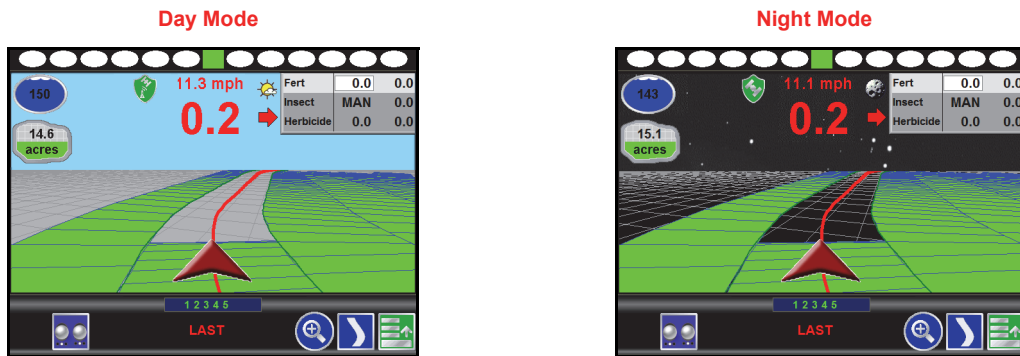 Day Mode
150
11.3 mph
0.2
14.6
acres
Fert 0.0 0.0
Insect MAN 0.0
Herbicide 0.0 0.0
1 2 3 4 5
LAST
Night Mode
143
11.1 mph
0.2
15.1
acres
Fert 0.0 0.0
Insect MAN 0.0
Herbicide 0.0 0.0
1 2 3 4 5
LAST